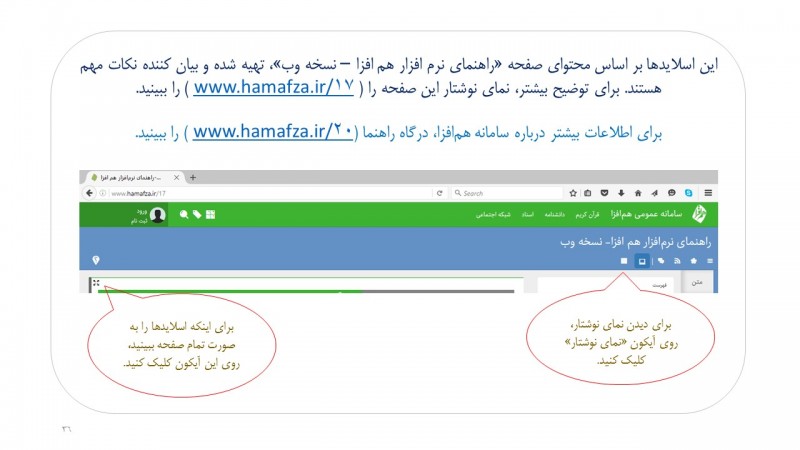 این اسلایدها بر اساس محتوای صفحه «راهنمای نرم افزار هم افزا – نسخه وب»، تهیه شده و بیان کننده نکات مهم
هستند. برای توضیح بیشتر، نمای نوشتار این صفحه را ( www.hamafza.ir/۱۷ ) را ببینید.
برای اطلاعات بیشتر درباره سامانه هم‌افزا، درگاه راهنما (www.hamafza.ir/۲۰ ) را ببینید.
راهنمای نرم‌افزار هم افزا-...
www.hamafza.ir/17
Search
سامانه عمومی هم‌افزا
قرآن کریم
دانشنامه
اسناد
شبکه اجتماعی
ورود
ثبت نام
راهنمای نرم‌افزار هم افزا- نسخه وب
متن
فهرست
برای دیدن نمای نوشتار،
روی آیکون «نمای نوشتار»
کلیک کنید.
برای اینکه اسلایدها را به
صورت تمام صفحه ببینید،
روی این آیکون کلیک کنید.
۳۶